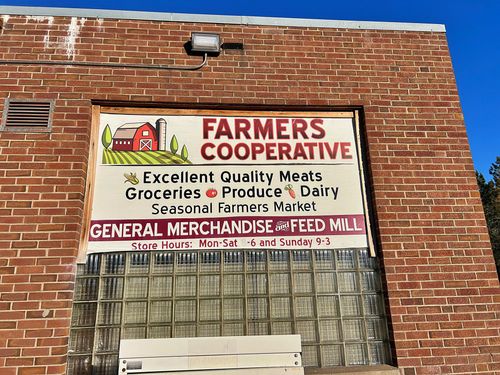 FARMERS
COOPERATIVE
Excellent Quality Meats
Groceries Produce Dairy
Seasonal Farmers Market
GENERAL MERCHANDISE and FEED MILL
Store Hours: Mon-Sat -6 and Sunday 9-3